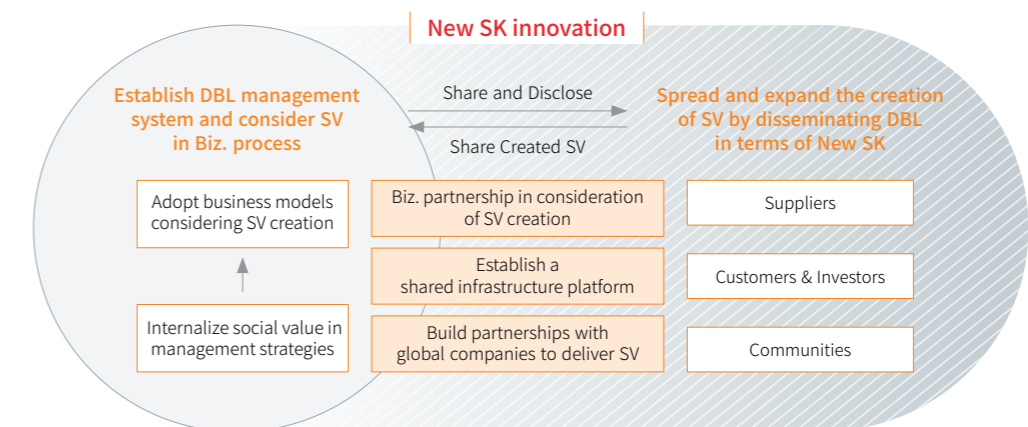 New SK innovation
Establish DBL management
system and consider SV
in Biz. process
Share and Disclose
Share Created SV
Spread and expand the creation
of SV by disseminating DBL
in terms of New SK
Adopt business models
considering SV creation
Internalize social value in
management strategies
Biz. partnership in consideration
of SV creation
Establish a
shared infrastructure platform
Build partnerships with
global companies to deliver SV
Suppliers
Customers & Investors
Communities